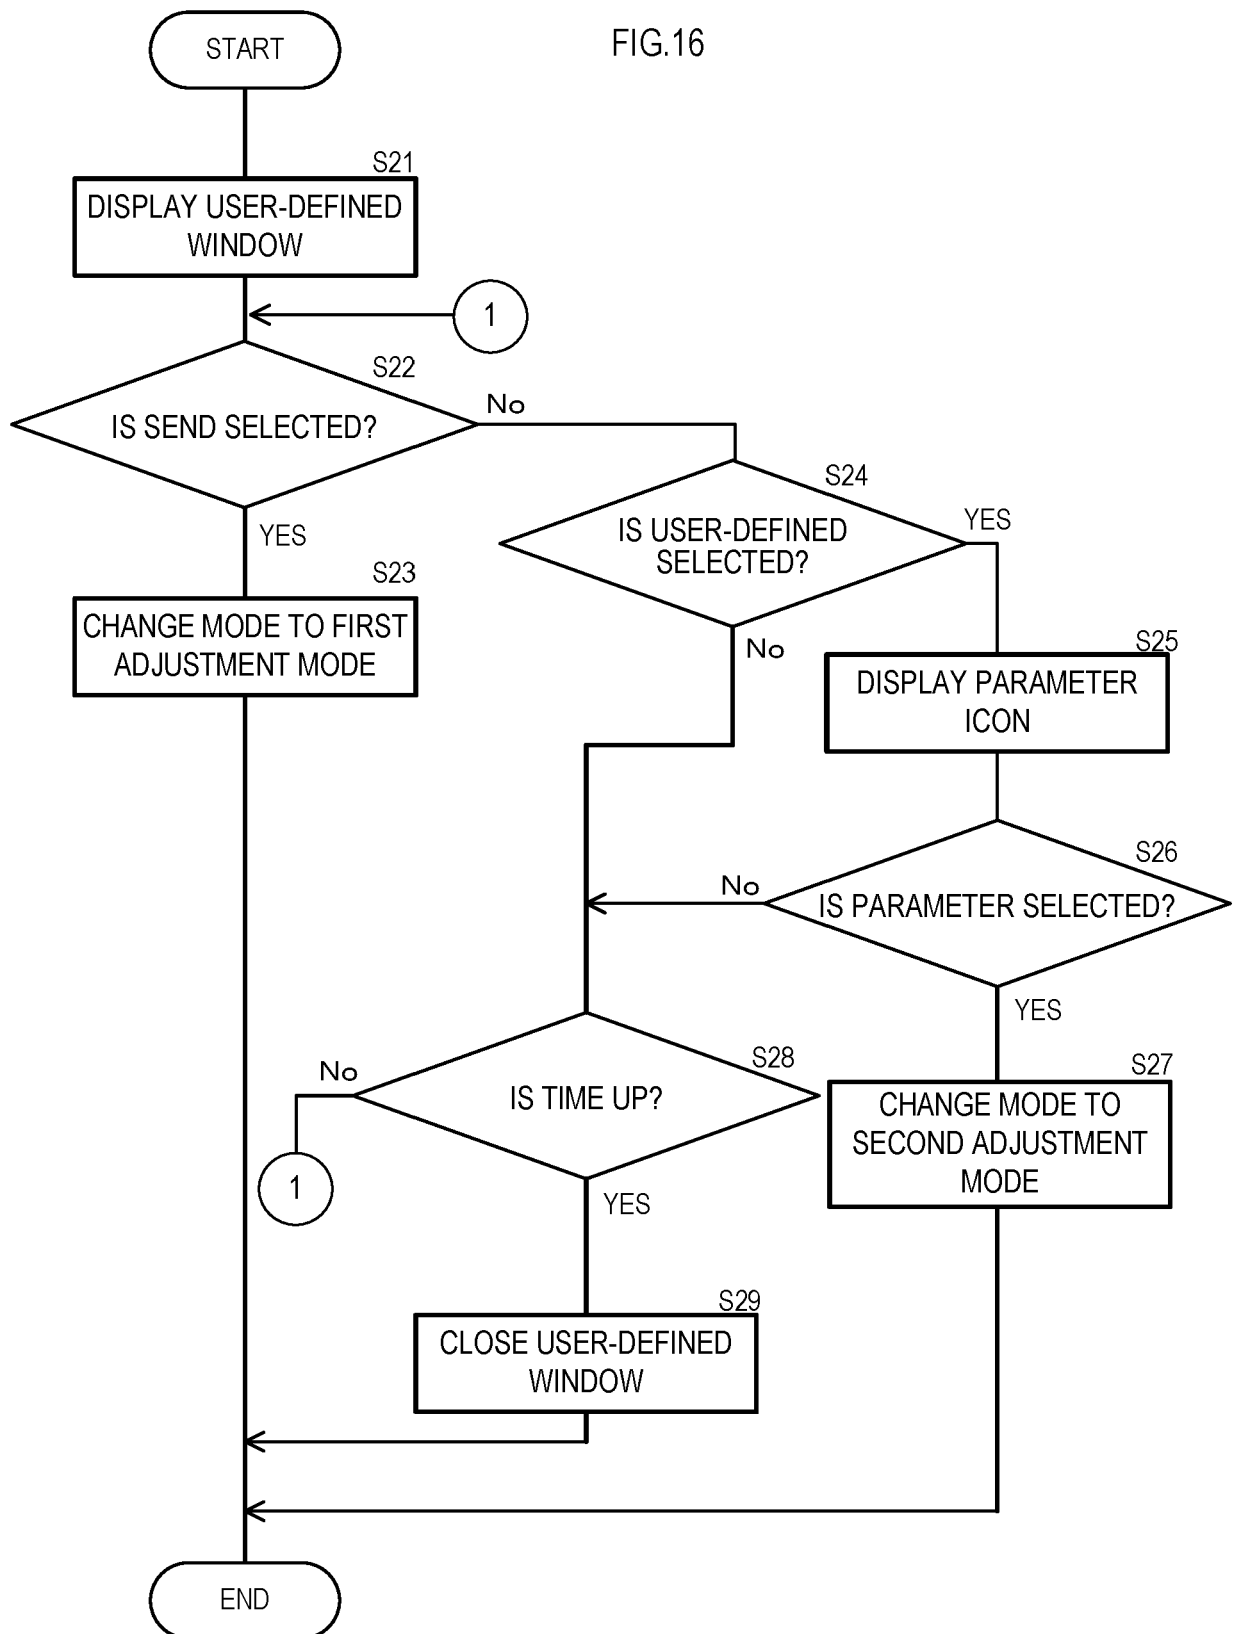 START
FIG.16
S21
DISPLAY USER-DEFINED
WINDOW
1
S22
IS SEND SELECTED?
No
YES
S24
IS USER-DEFINED
SELECTED?
YES
No
S23
CHANGE MODE TO FIRST
ADJUSTMENT MODE
S25
DISPLAY PARAMETER
ICON
S26
IS PARAMETER SELECTED?
No
YES
S28
IS TIME UP?
No
1
YES
S27
CHANGE MODE TO
SECOND ADJUSTMENT
MODE
S29
CLOSE USER-DEFINED
WINDOW
END